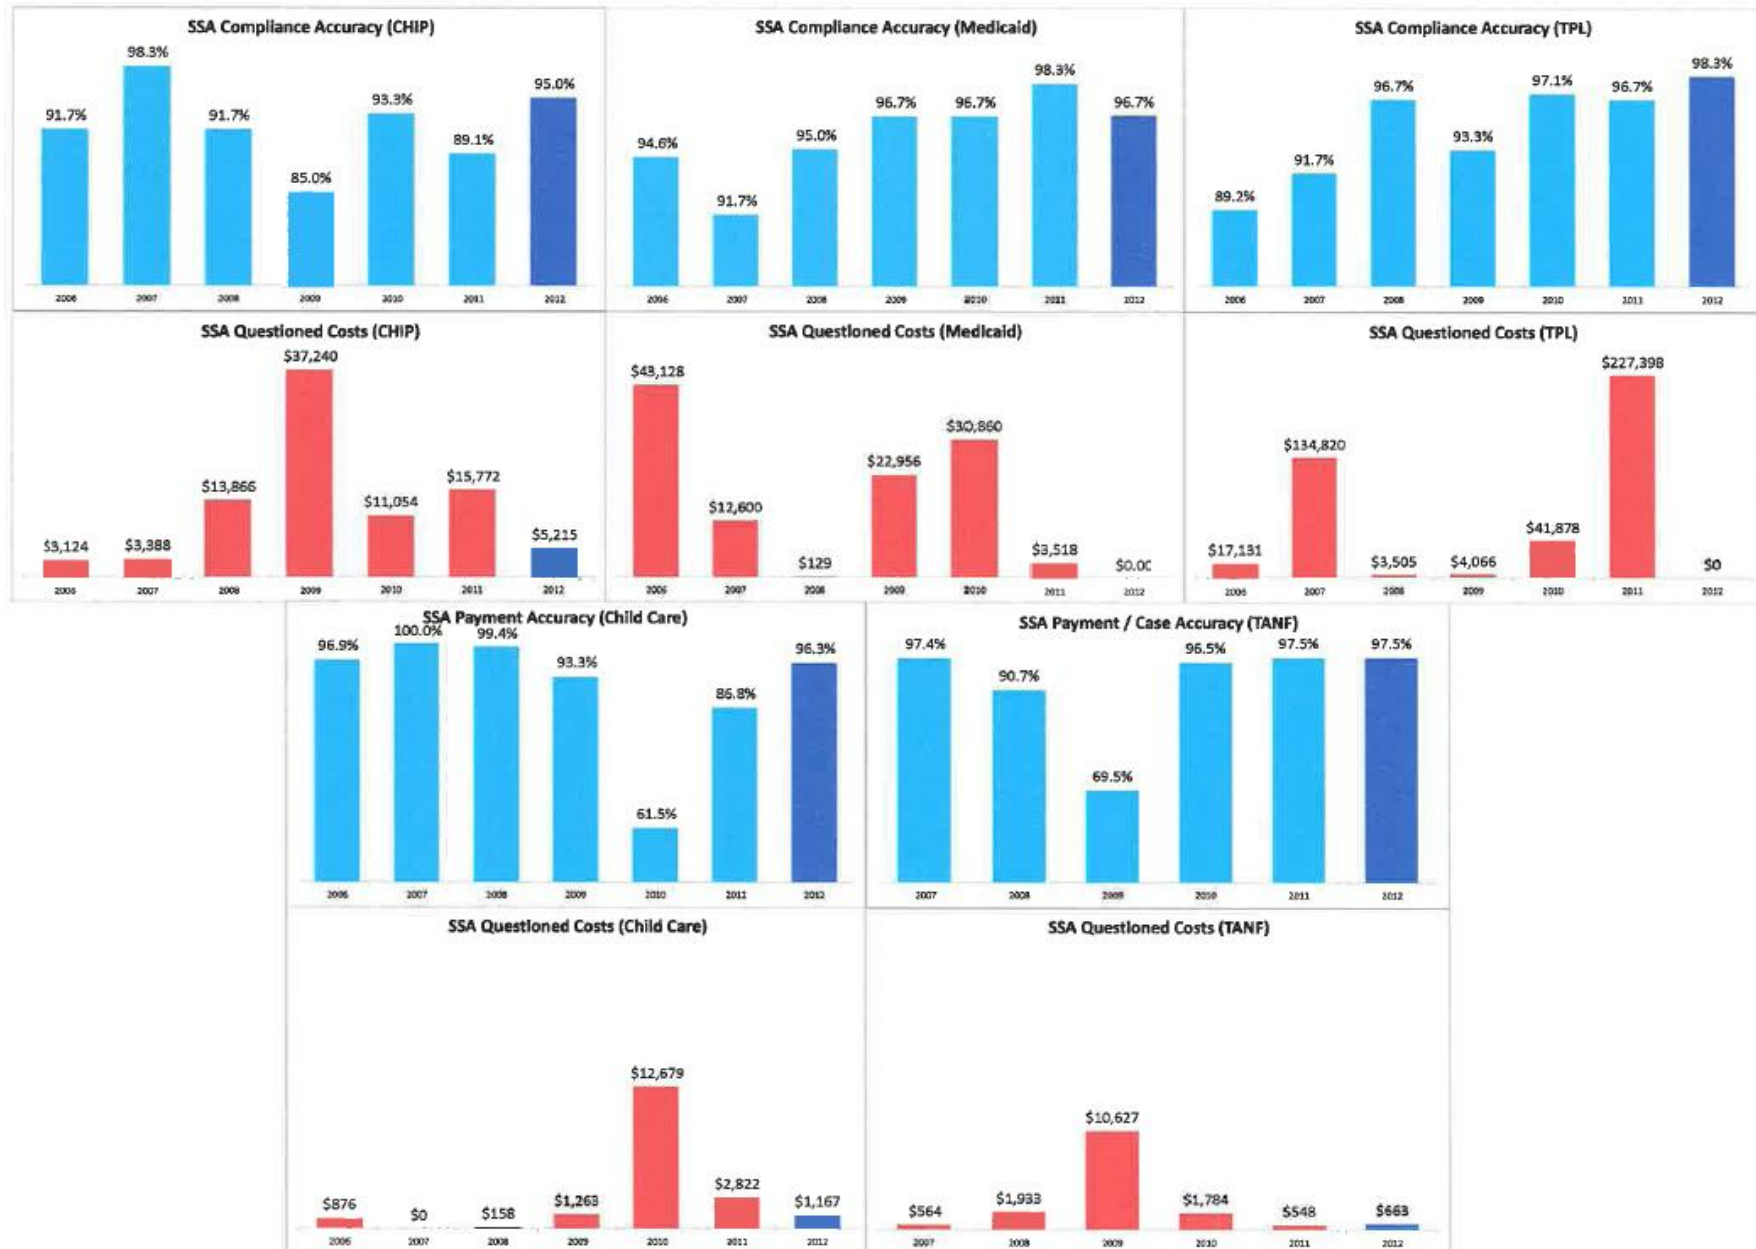 SSA Compliance Accuracy (CHIP)
98.3%
95.0%
93.3%
91.7%
91.7%
89.1%
85.0%
2006 2007 2008 2009 2010 2011 2012
SSA Compliance Accuracy (Medicaid)
98.3%
96.7% 96.7% 96.7%
94.6% 95.0%
91.7%
2006 2007 2008 2009 2010 2011 2012
SSA Compliance Accuracy (TPL)
98.3%
96.7% 97.1% 96.7%
93.3%
91.7%
89.2%
2006 2007 2008 2009 2010 2011 2012
SSA Questioned Costs (CHIP)
$37,240
$13,866 $15,772
$11,054
$3,124 $3,388 $5,215
2006 2007 2008 2009 2010 2011 2012
SSA Questioned Costs (Medicaid)
$43,128
$30,860
$22,956
$12,600
$129 $3,518 $0.00
2006 2007 2008 2009 2010 2011 2012
SSA Questioned Costs (TPL)
$227,398
$134,820
$41,878
$17,131 $3,505 $4,066 $0
2006 2007 2008 2009 2010 2011 2012
SSA Payment Accuracy (Child Care)
96.9% 100.0% 99.4% 93.3% 96.3%
86.8%
61.5%
2006 2007 2008 2009 2010 2011 2012
SSA Payment / Case Accuracy (TANF)
97.4% 96.5% 97.5% 97.5%
90.7%
69.5%
2007 2008 2009 2010 2011 2012
SSA Questioned Costs (Child Care)
$12,679
$2,822
$876 $0 $158 $1,263 $1,167
2006 2007 2008 2009 2010 2011 2012
SSA Questioned Costs (TANF)
$10,627
$564 $1,933 $1,784 $548 $663
2007 2008 2009 2010 2011 2012